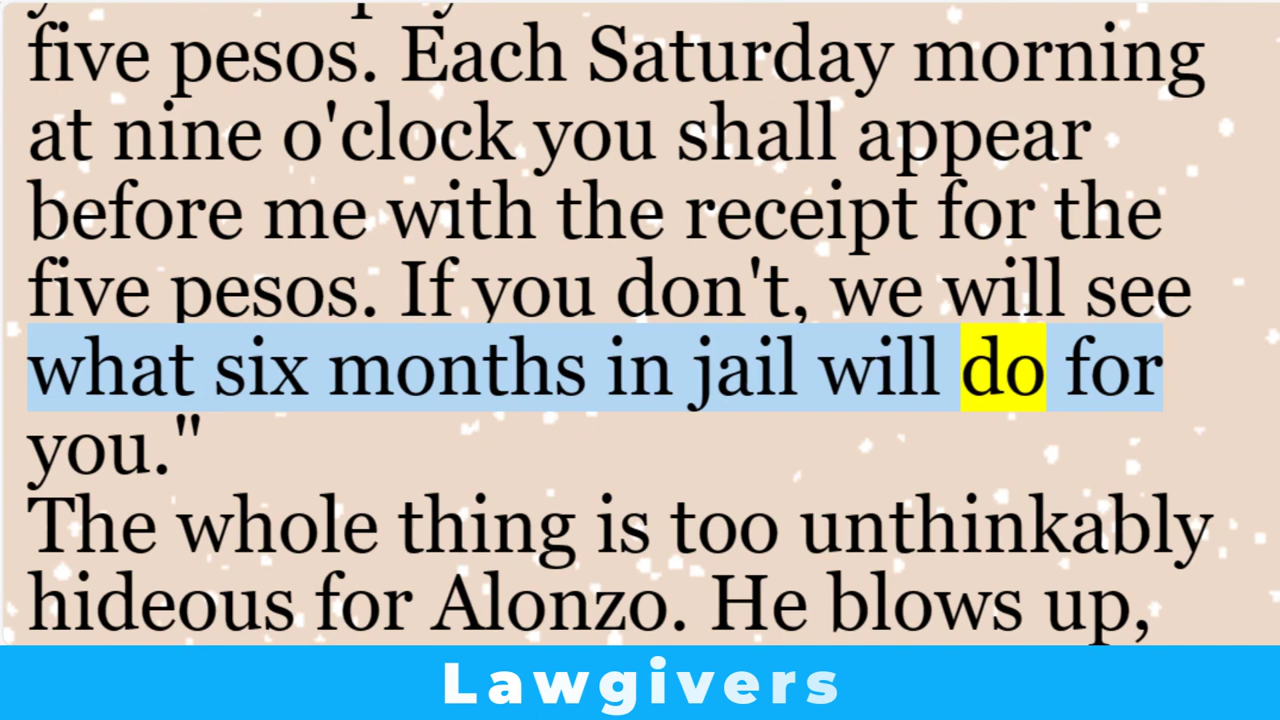 five pesos. Each Saturday morning
at nine o'clock you shall appear
before me with the receipt for the
five pesos. If you don't, we will see
what six months in jail will do for
you."
The whole thing is too unthinkably
hideous for Alonzo. He blows up,
Lawgivers